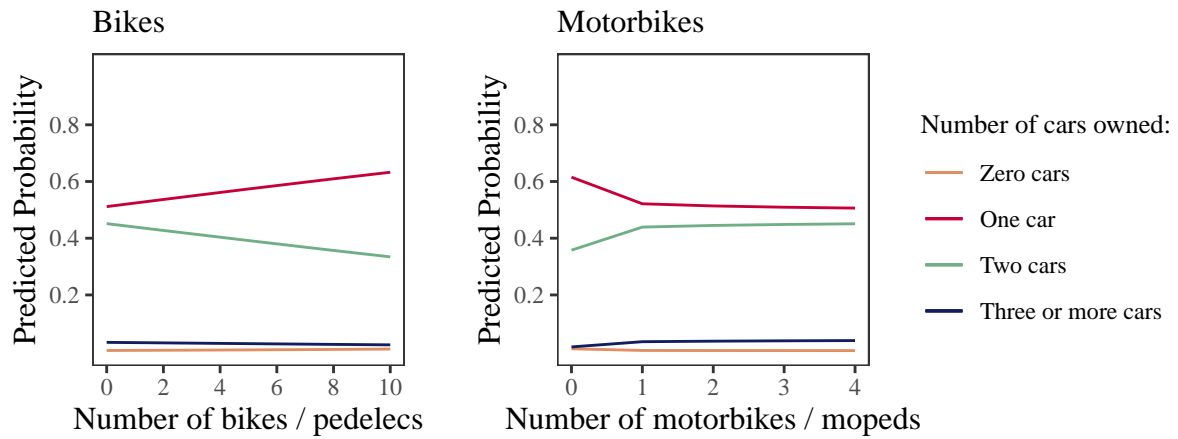 Bikes
Predicted Probability
0.8
0.6
0.4
0.2
0 2 4 6 8 10
Number of bikes / pedelecs
Motorbikes
Predicted Probability
0.8
0.6
0.4
0.2
0 1 2 3 4
Number of motorbikes / mopeds
Number of cars owned:
Zero cars
One car
Two cars
Three or more cars